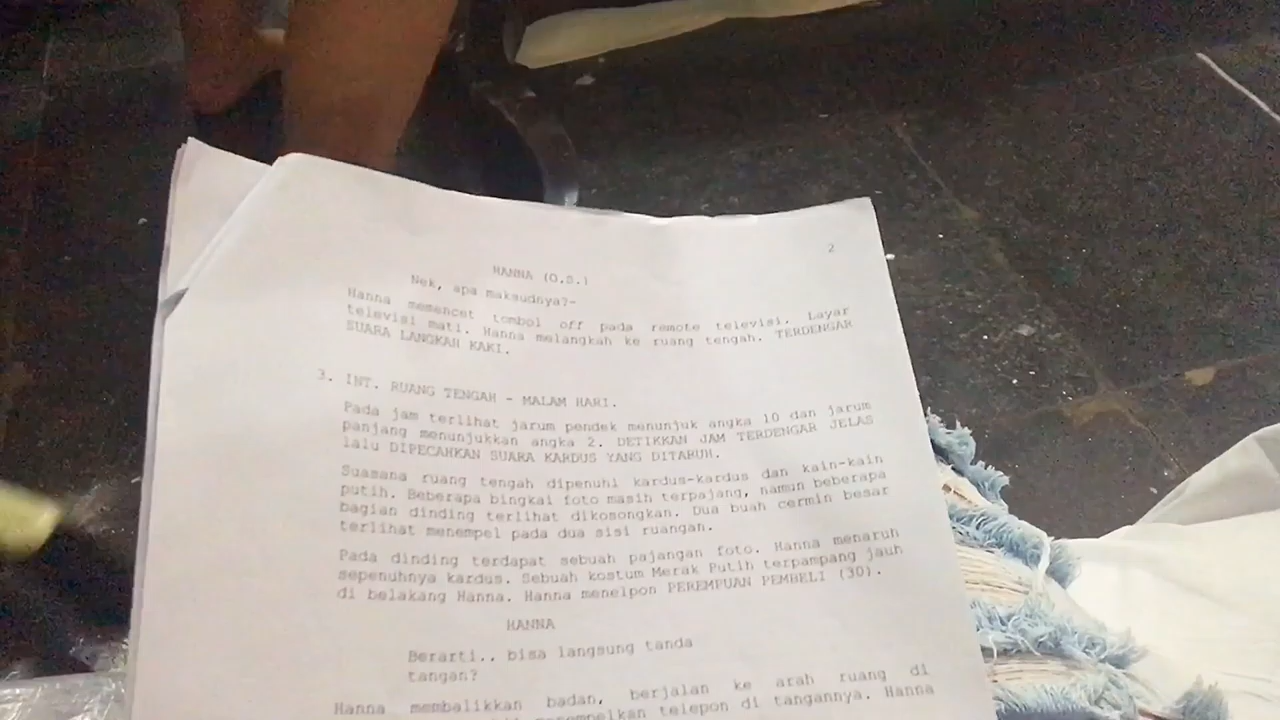 2
HANNA (O.S.)
Nek, apa maksudnya?-
Hanna memencet tombol off pada remote televisi. Layar
televisi mati. Hanna melangkah ke ruang tengah. TERDENGAR
SUARA LANGKAH KAKI.
3. INT. RUANG TENGAH - MALAM HARI.
Pada jam terlihat jarum pendek menunjuk angka 10 dan jarum
panjang menunjukkan angka 2. DETIKKAN JAM TERDENGAR JELAS
lalu DIPECAHKAN SUARA KARDUS YANG DITARUH.
Suasana ruang tengah dipenuhi kardus-kardus dan kain-kain
putih. Beberapa bingkai foto masih terpajang, namun beberapa
bagian dinding terlihat dikosongkan. Dua buah cermin besar
terlihat menempel pada dua sisi ruangan.
Pada dinding terdapat sebuah pajangan foto. Hanna menaruh
sepenuhnya kardus. Sebuah kostum Merak Putih terpampang jauh
di belakang Hanna. Hanna menelpon PEREMPUAN PEMBELI (30).
HANNA
Berarti.. bisa langsung tanda
tangan?
Hanna membalikkan badan, berjalan ke arah ruang di
menempelkan telepon di tangannya. Hanna